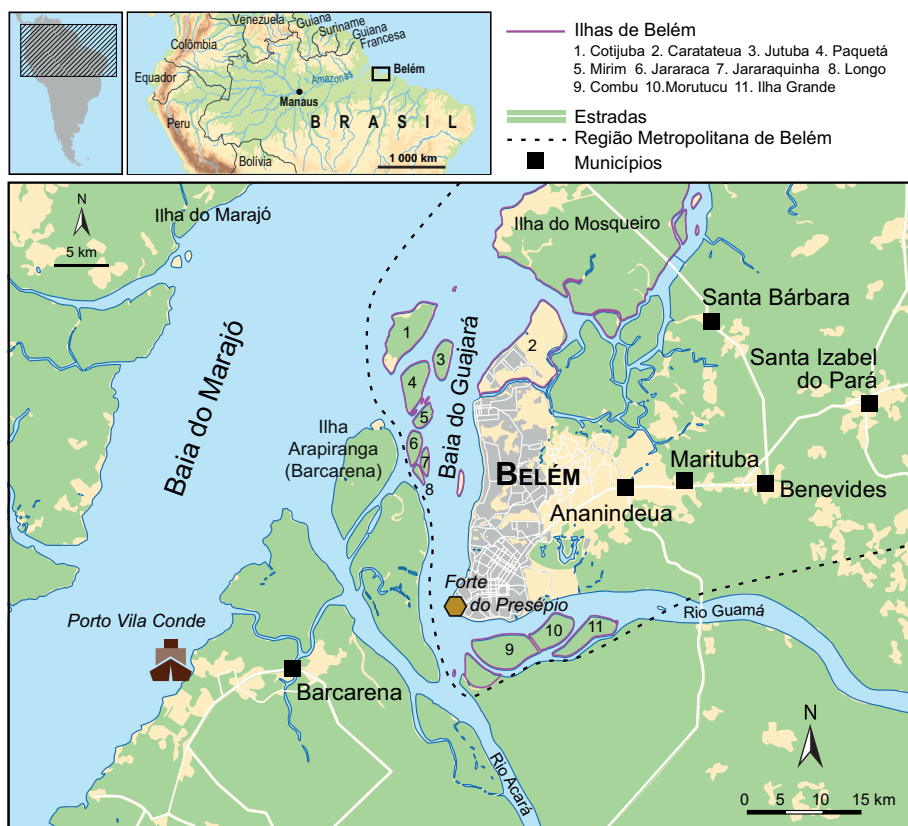 Venezuela
Guiana
Suriname
Guiana
Francesa
Colômbia
Equador
Amazonas
Belém
Manaus
Peru
BRASIL
Bolívia
1 000 km
Ilhas de Belém
1. Cotijuba 2. Caratateua 3. Jutuba 4. Paquetá
5. Mirim 6. Jararaca 7. Jararaquinha 8. Longo
9. Combu 10.Morutucu 11. Ilha Grande
Estradas
Região Metropolitana de Belém
Municípios
N
5 km
Ilha do Marajó
Ilha do Mosqueiro
Baia do Marajó
Baia do Guajará
Santa Bárbara
Santa Izabel
do Pará
1
2
3
4
5
6
7
8
Ilha
Arapiranga
(Barcarena)
BELÉM
Marituba
Benevides
Ananindeua
Forte
do Presépio
Rio Guamá
9
10
11
Porto Vila Conde
Barcarena
Rio Acará
N
0 5 10 15 km